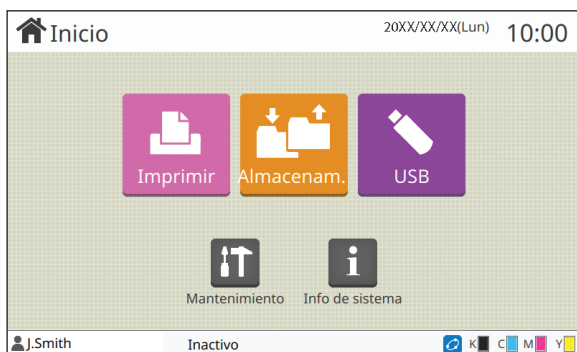 Inicio 20XX/XX/XX(Lun) 10:00
Imprimir Almacenam. USB
Mantenimiento Info de sistema
J.Smith Inactivo K C M Y